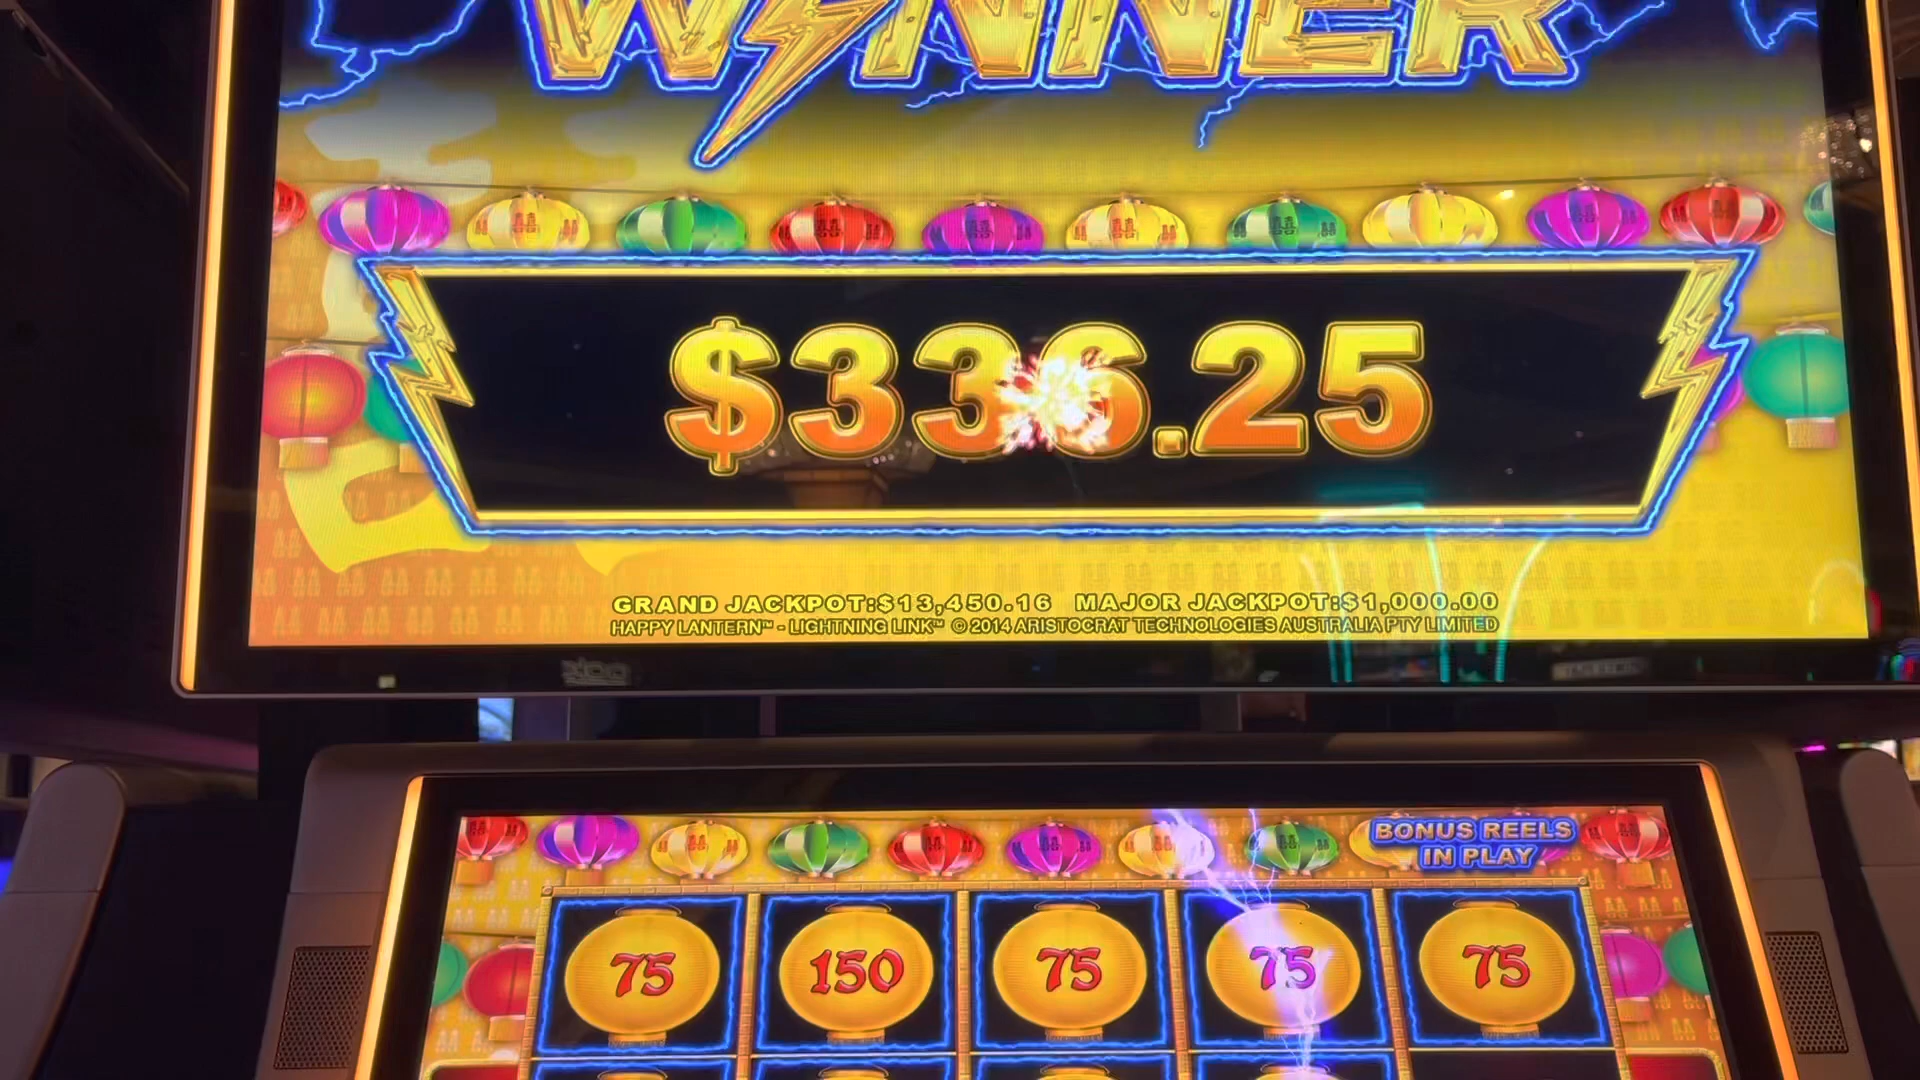 WINNER
$336.25
GRAND JACKPOT:$13,450.16 MAJOR JACKPOT:$1,000.00
HAPPY LANTERN™ - LIGHTNING LINK™ © 2014 ARISTOCRAT TECHNOLOGIES AUSTRALIA PTY LIMITED
BONUS REELS
IN PLAY
75 150 75 75 75